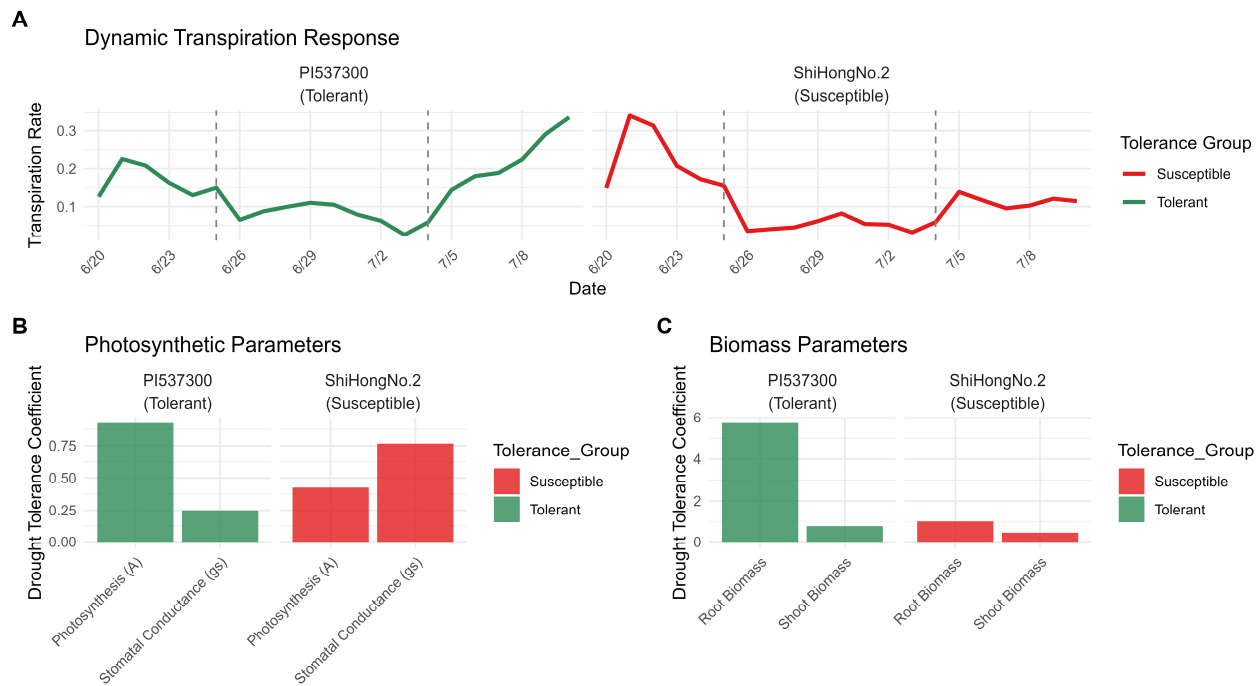 A
Dynamic Transpiration Response
PI537300
(Tolerant)
ShiHongNo.2
(Susceptible)
Transpiration Rate
0.3
0.2
0.1
6/20
6/23
6/26
6/29
7/2
7/5
7/8
6/20
6/23
6/26
6/29
7/2
7/5
7/8
Date
Tolerance Group
Susceptible
Tolerant
B
Photosynthetic Parameters
PI537300
(Tolerant)
ShiHongNo.2
(Susceptible)
Drought Tolerance Coefficient
0.75
0.50
0.25
0.00
Photosynthesis (A)
Stomatal Conductance (gs)
Photosynthesis (A)
Stomatal Conductance (gs)
Tolerance_Group
Susceptible
Tolerant
C
Biomass Parameters
PI537300
(Tolerant)
ShiHongNo.2
(Susceptible)
Drought Tolerance Coefficient
6
4
2
0
Root Biomass
Shoot Biomass
Root Biomass
Shoot Biomass
Tolerance_Group
Susceptible
Tolerant